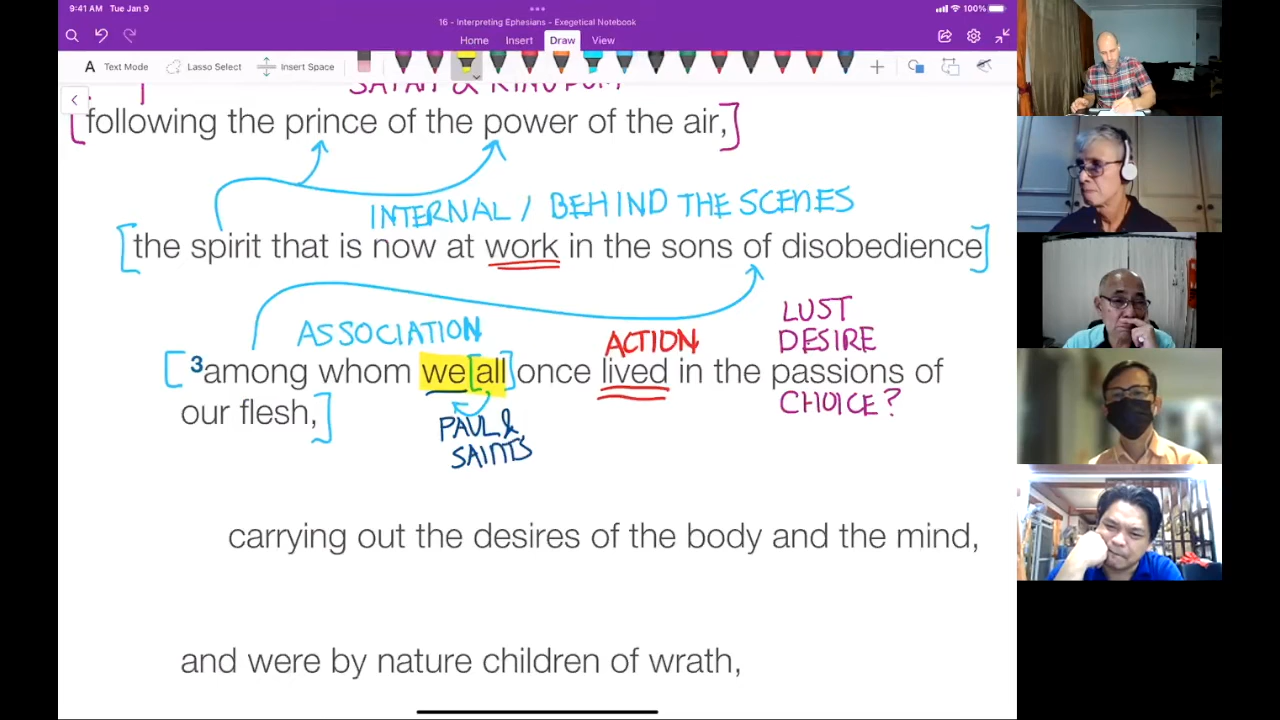 9:41 AM Tue Jan 9
100%
16 - Interpreting Ephesians - Exegetical Notebook
Home Insert Draw View
A Text Mode Lasso Select Insert Space
SATAN & KINGDOM
following the prince of the power of the air,
INTERNAL / BEHIND THE SCENES
the spirit that is now at work in the sons of disobedience
LUST
DESIRE
ASSOCIATION ACTION
3among whom we [all] once lived in the passions of
CHOICE?
our flesh,
PAUL &
SAINTS
carrying out the desires of the body and the mind,
and were by nature children of wrath,